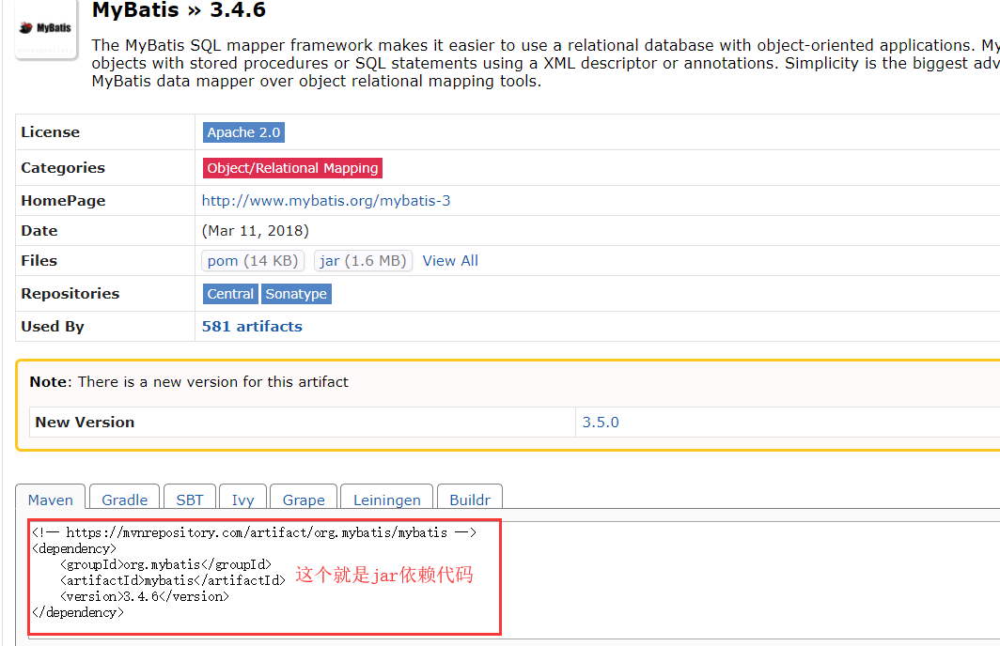 MyBatis
MyBatis » 3.4.6
The MyBatis SQL mapper framework makes it easier to use a relational database with object-oriented applications. My
objects with stored procedures or SQL statements using a XML descriptor or annotations. Simplicity is the biggest adv
MyBatis data mapper over object relational mapping tools.
License Apache 2.0
Categories Object/Relational Mapping
HomePage http://www.mybatis.org/mybatis-3
Date (Mar 11, 2018)
Files pom (14 KB) jar (1.6 MB) View All
Repositories Central Sonatype
Used By 581 artifacts
Note: There is a new version for this artifact
New Version 3.5.0
Maven Gradle SBT Ivy Grape Leiningen Buildr
<!-- https://mvnrepository.com/artifact/org.mybatis/mybatis -->
<dependency>
<groupId>org.mybatis</groupId>
<artifactId>mybatis</artifactId> 这个就是jar依赖代码
<version>3.4.6</version>
</dependency>